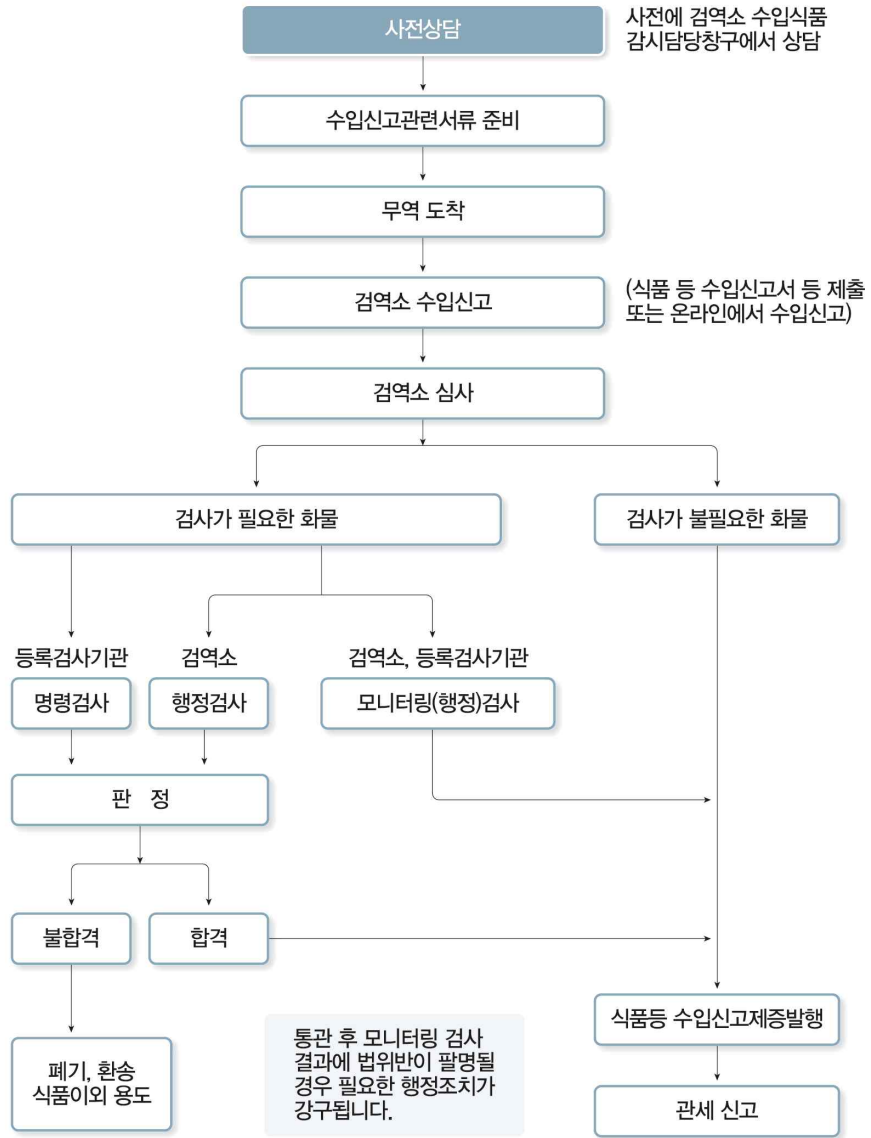 사전상담
사전에 검역소 수입식품
감시담당창구에서 상담
수입신고관련서류 준비
무역 도착
검역소 수입신고
(식품 등 수입신고서 등 제출
또는 온라인에서 수입신고)
검역소 심사
검사가 필요한 화물
검사가 불필요한 화물
등록검사기관
검역소
검역소, 등록검사기관
명령검사
행정검사
모니터링(행정)검사
판 정
불합격
합격
식품등 수입신고제증발행
통관 후 모니터링 검사
결과에 법위반이 팔명될
경우 필요한 행정조치가
강구됩니다.
폐기, 환송
식품이외 용도
관세 신고